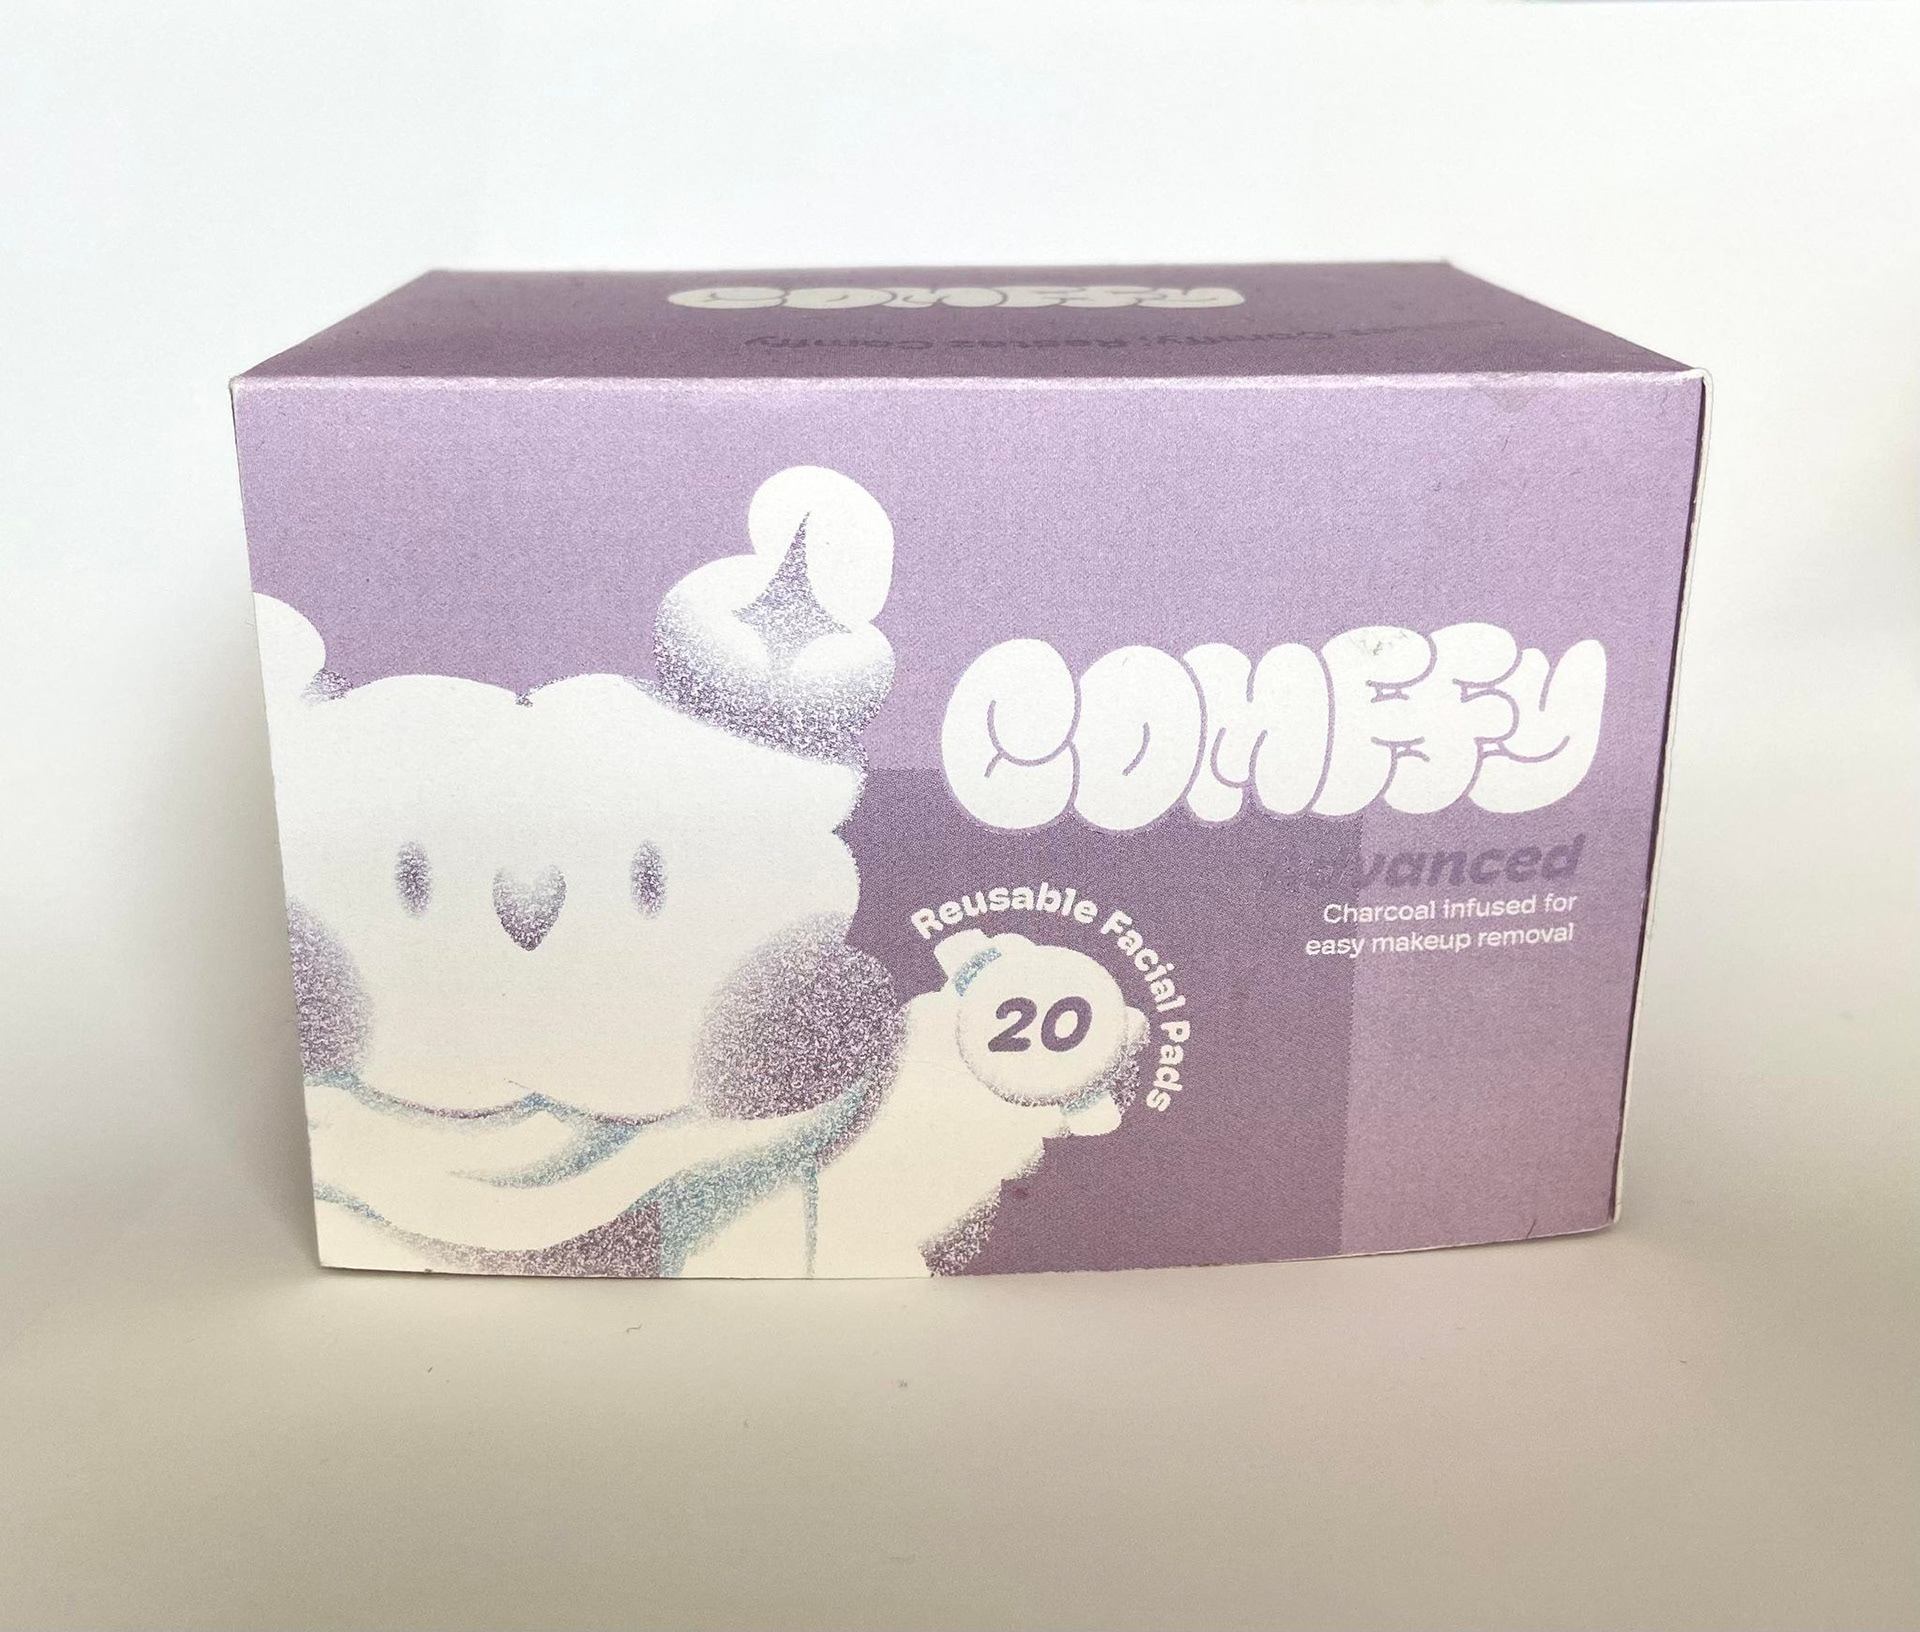 COMFFY
COMFFY
Advanced
Charcoal infused for
easy makeup removal
Reusable Facial Pads
20